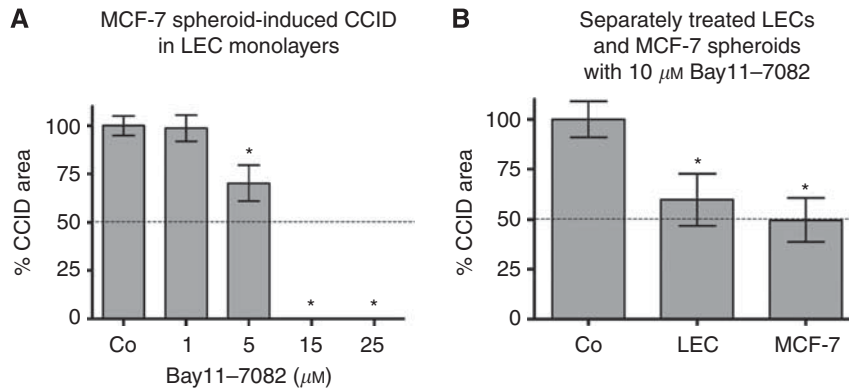 A
MCF-7 spheroid-induced CCID
in LEC monolayers
% CCID area
100
75
50
25
0
*
*
*
Co
1
5
15
25
Bay11–7082 (μM)
B
Separately treated LECs
and MCF-7 spheroids
with 10 μM Bay11–7082
% CCID area
100
75
50
25
0
*
*
Co
LEC
MCF-7